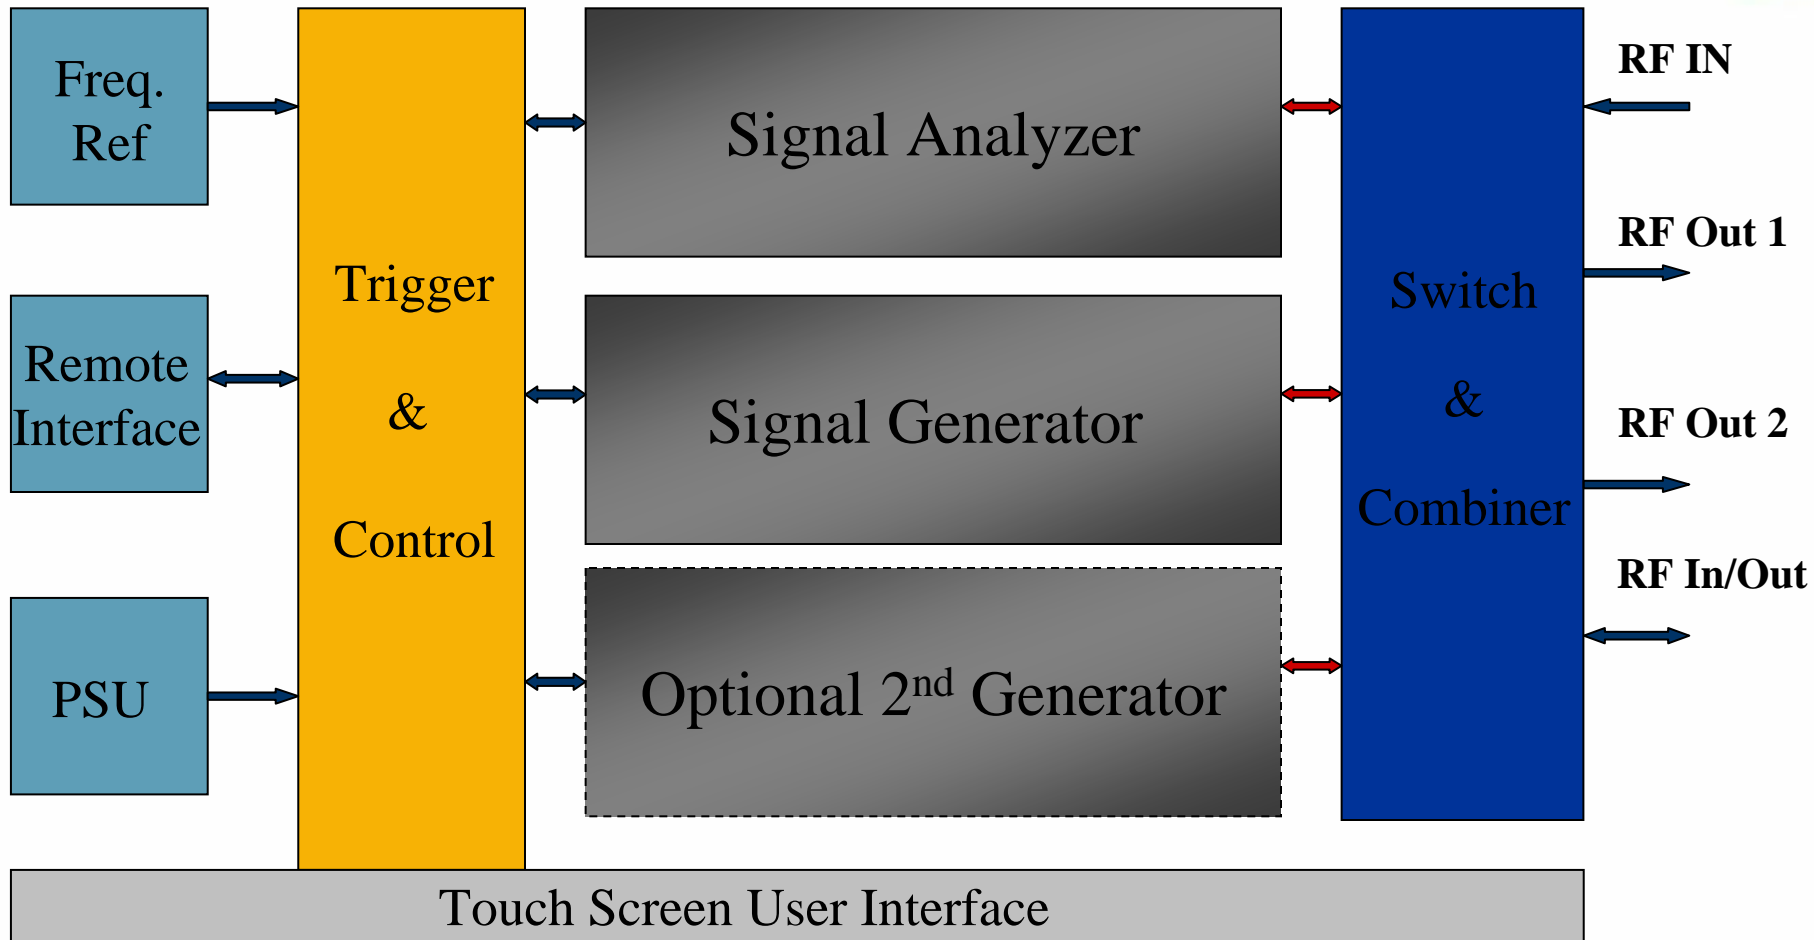 Freq.
Ref
Remote
Interface
PSU
Trigger
&
Control
Signal Analyzer
Signal Generator
Optional 2nd Generator
Switch
&
Combiner
RF IN
RF Out 1
RF Out 2
RF In/Out
Touch Screen User Interface